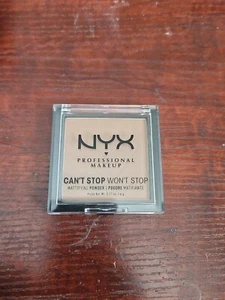 NYX
PROFESSIONAL
MAKEUP
CAN'T STOP WON'T STOP
MATTIFYING POWDER | POUDRE MATIFIANTE